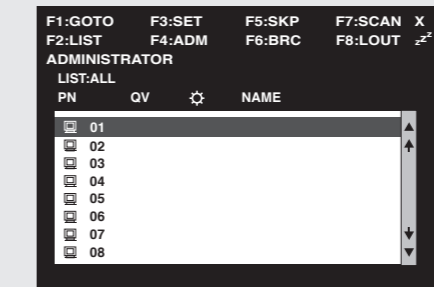 F1:GOTO F3:SET F5:SKP F7:SCAN X
F2:LIST F4:ADM F6:BRC F8:LOUT zzz
ADMINISTRATOR
LIST:ALL
PN QV NAME
01
02
03
04
05
06
07
08